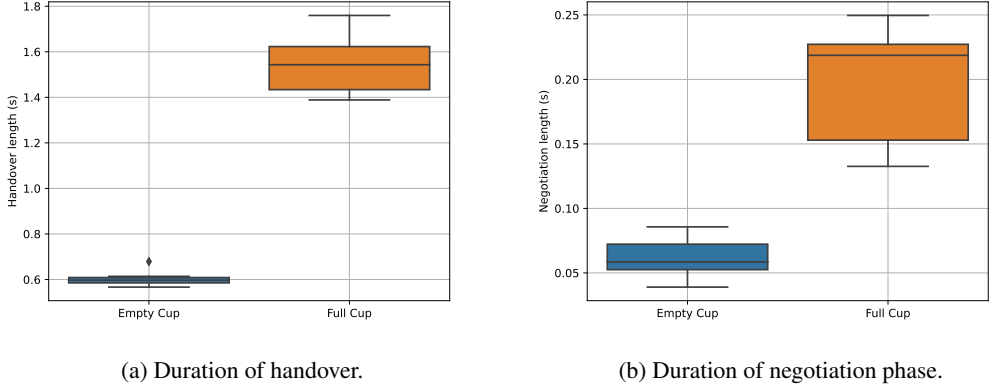 1.8
1.6
1.4
1.2
1.0
0.8
0.6
Handover length (s)
Empty Cup
Full Cup
0.25
0.20
0.15
0.10
0.05
Negotiation length (s)
Empty Cup
Full Cup
(a) Duration of handover.
(b) Duration of negotiation phase.